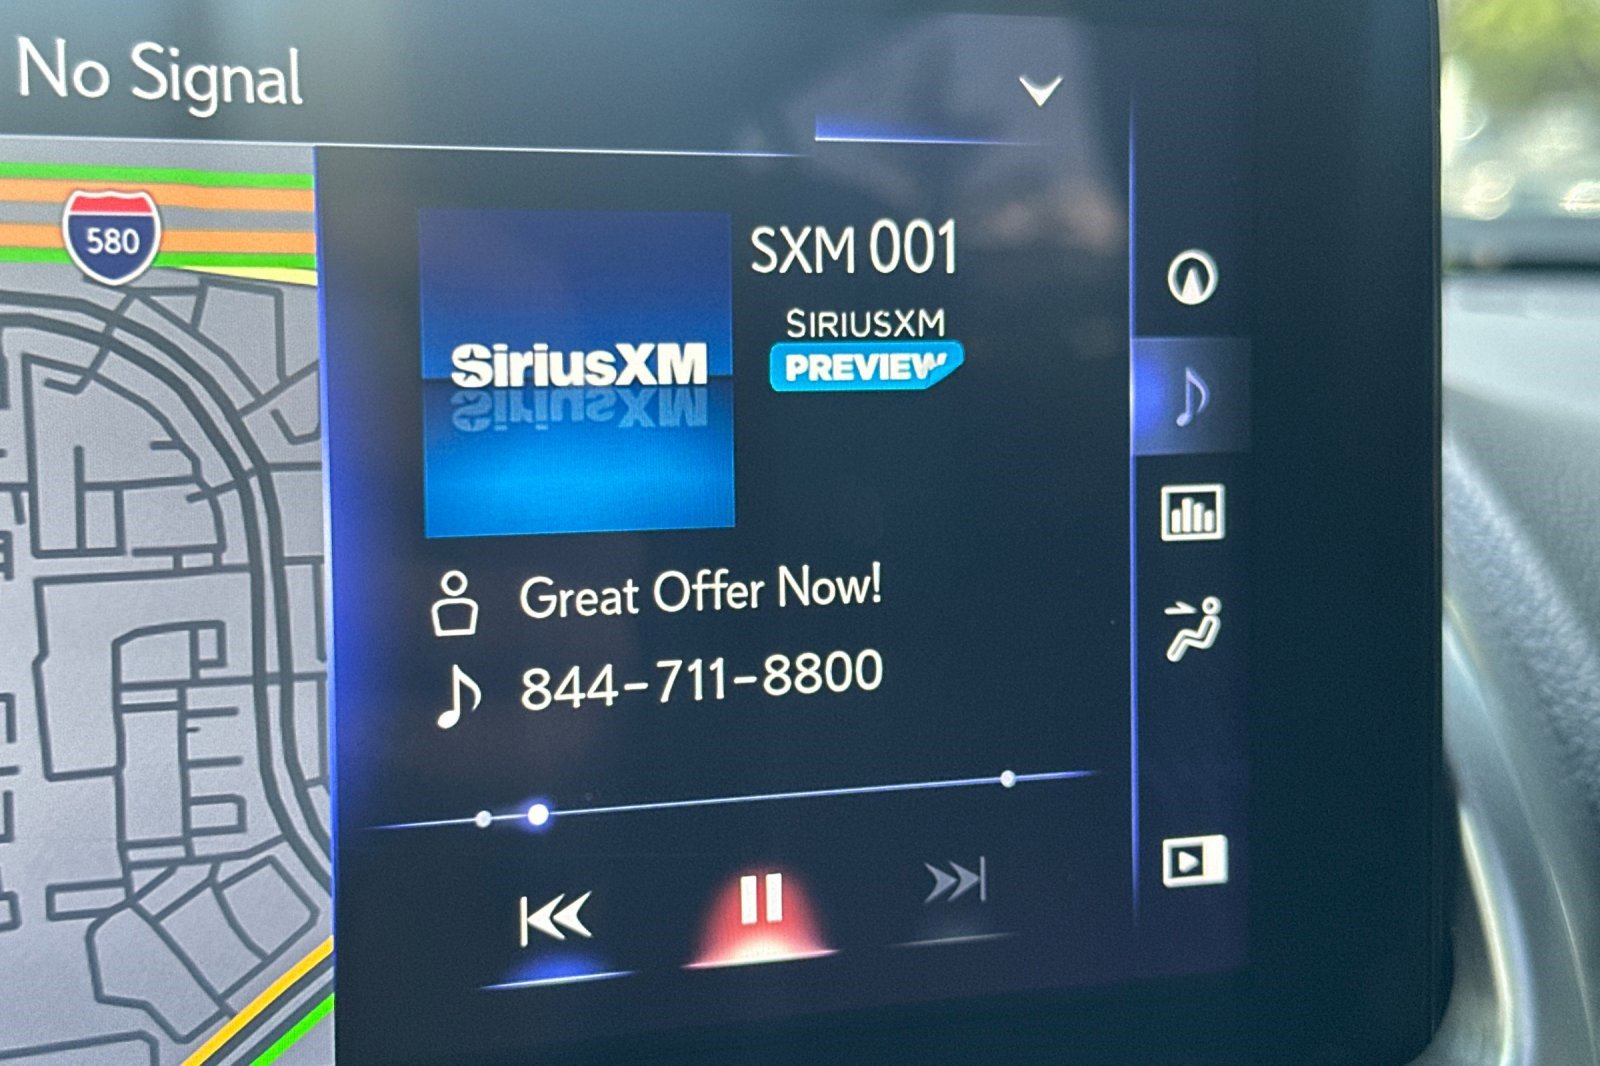 No Signal
580
SXM 001
SIRIUSXM
PREVIEW
SiriusXM
Great Offer Now!
844-711-8800